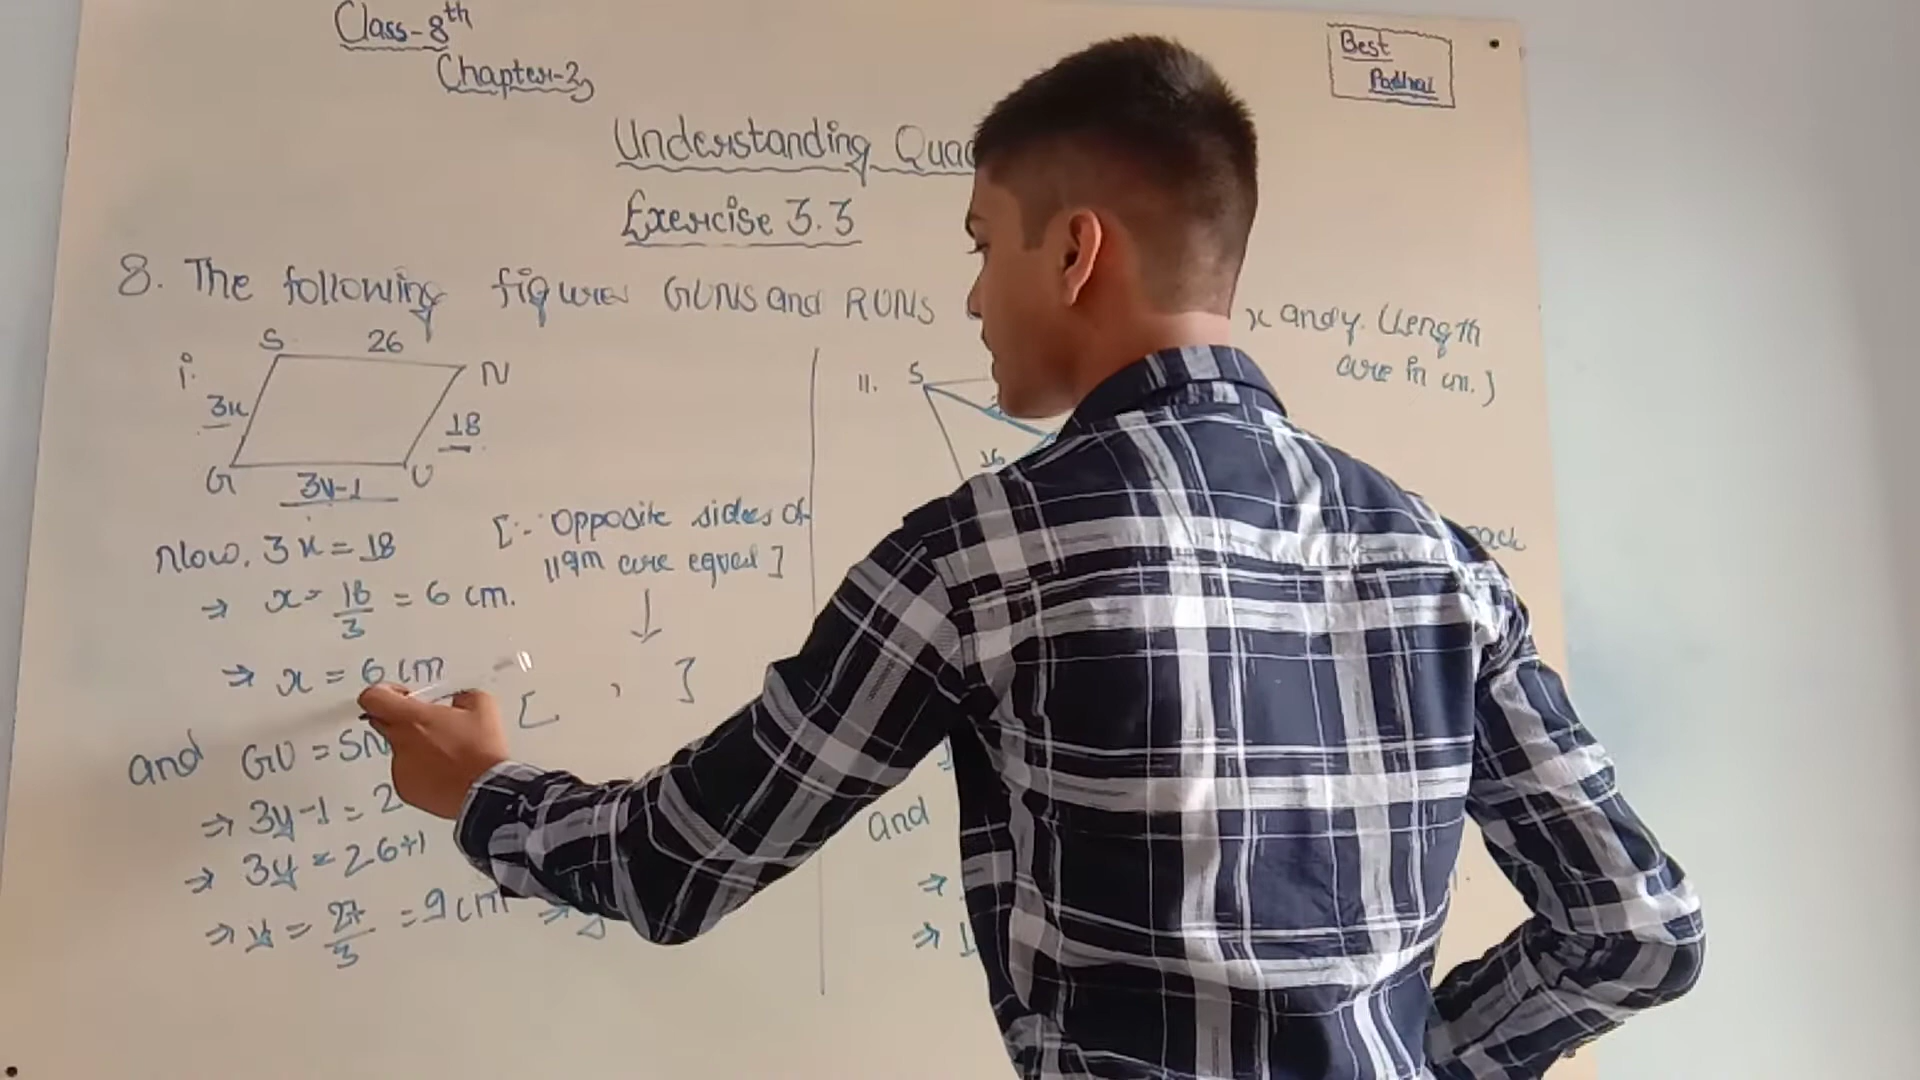 Class-8th
Chapter-3
Best
Padhai
Understanding
Exercise 3.3
8. The following figures GUNS and RUNS
x and y. (Length
are in cm.)
i.
S 26 N
3x
18
G 3y-1 U
II. S
16
Now, 3x = 18
[∵ Opposite sides of
||gm are equal]
⇒ x = 18/3 = 6 cm.
⇒ x = 6 cm
[ , ]
and GU = SN
⇒ 3y-1 = 2
⇒ 3y = 26+1
⇒ y = 27/3 = 9 cm ⇒
and
⇒
⇒